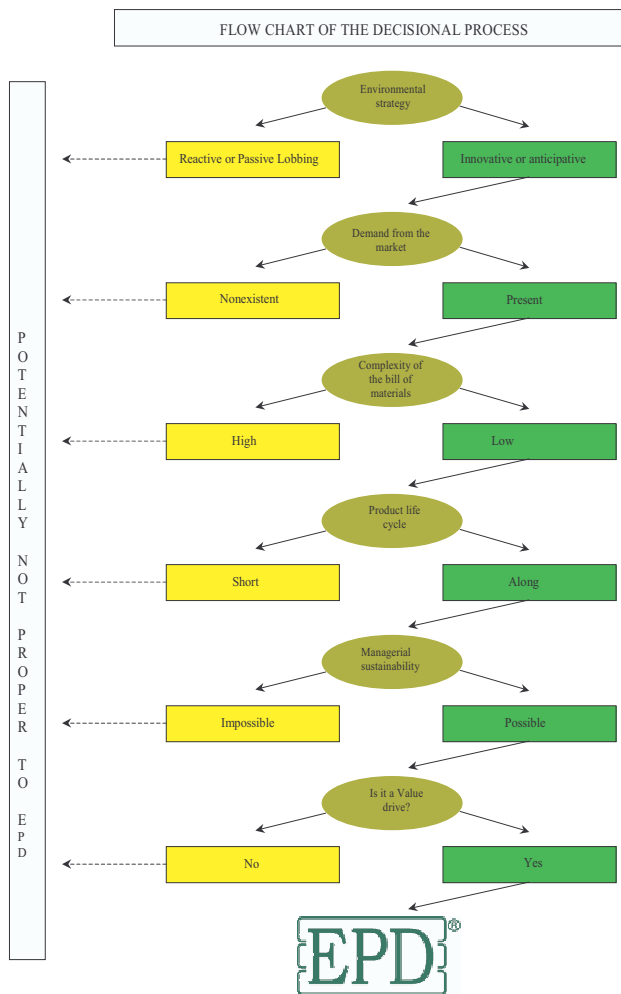 FLOW CHART OF THE DECISIONAL PROCESS
Environmental
strategy
Reactive or Passive Lobbing
Innovative or anticipative
Demand from the
market
Nonexistent
Present
Complexity of
the bill of
materials
High
Low
Product life
cycle
Short
Along
Managerial
sustainability
Impossible
Possible
Is it a Value
drive?
No
Yes
POTENTIALLY NOT PROPER TO EPD
EPD®